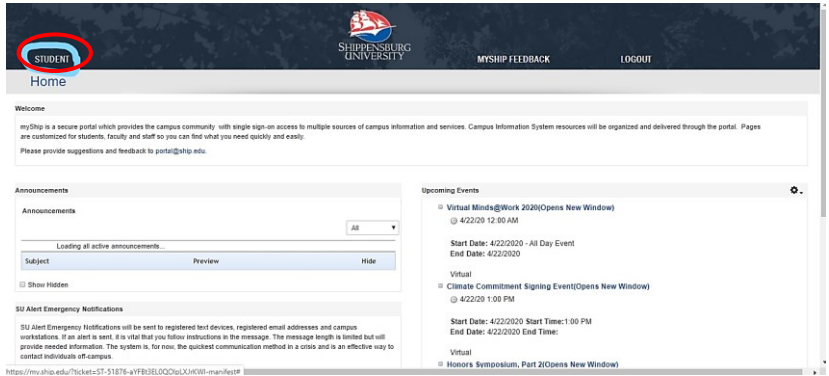 SHIPPENSBURG
UNIVERSITY
STUDENT
MYSHIP FEEDBACK
LOGOUT
Home
Welcome
myShip is a secure portal which provides the campus community with single sign-on access to multiple sources of campus information and services. Campus Information System resources will be organized and delivered through the portal. Pages
are customized for students, faculty and staff so you can find what you need quickly and easily.
Please provide suggestions and feedback to portal@ship.edu.
Announcements
Announcements
All
Loading all active announcements...
Subject Preview Hide
Show Hidden
SU Alert Emergency Notifications
SU Alert Emergency Notifications will be sent to registered text devices, registered email addresses and campus
workstations. If an alert is sent, it is vital that you follow instructions in the message. The message length is limited but will
provide needed information. The system is, for now, the quickest communication method in a crisis and is an effective way to
contact individuals off-campus.
Upcoming Events
Virtual Minds@Work 2020(Opens New Window)
4/22/20 12:00 AM
Start Date: 4/22/2020 - All Day Event
End Date: 4/22/2020
Virtual
Climate Commitment Signing Event(Opens New Window)
4/22/20 1:00 PM
Start Date: 4/22/2020 Start Time:1:00 PM
End Date: 4/22/2020 End Time:
Virtual
Honors Symposium, Part 2(Opens New Window)